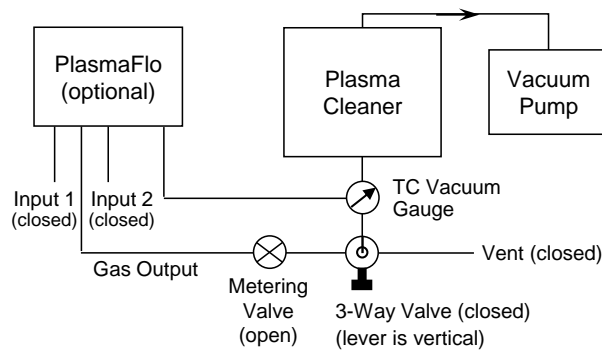 PlasmaFlo
(optional)
Plasma
Cleaner
Vacuum
Pump
Input 1
(closed)
Input 2
(closed)
TC Vacuum
Gauge
Gas Output
Vent (closed)
Metering
Valve
(open)
3-Way Valve (closed)
(lever is vertical)